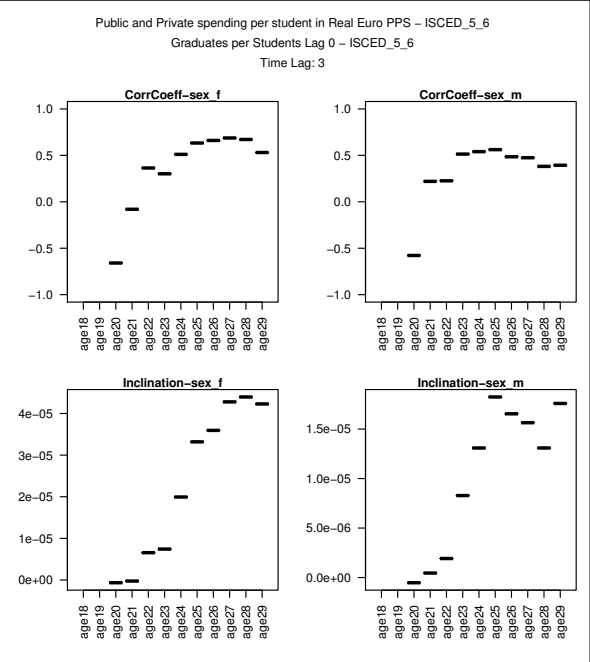 Public and Private spending per student in Real Euro PPS − ISCED_5_6
Graduates per Students Lag 0 − ISCED_5_6
Time Lag: 3
CorrCoeff−sex_f
1.0
0.5
0.0
−0.5
−1.0
age18
age19
age20
age21
age22
age23
age24
age25
age26
age27
age28
age29
CorrCoeff−sex_m
1.0
0.5
0.0
−0.5
−1.0
age18
age19
age20
age21
age22
age23
age24
age25
age26
age27
age28
age29
Inclination−sex_f
4e−05
3e−05
2e−05
1e−05
0e+00
age18
age19
age20
age21
age22
age23
age24
age25
age26
age27
age28
age29
Inclination−sex_m
1.5e−05
1.0e−05
5.0e−06
0.0e+00
age18
age19
age20
age21
age22
age23
age24
age25
age26
age27
age28
age29